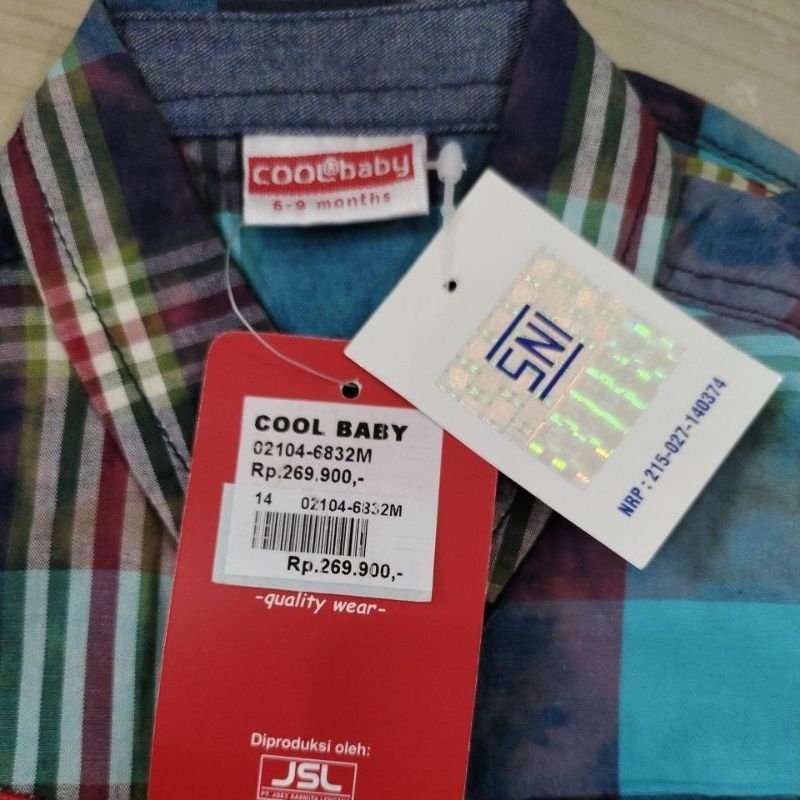 COOL baby
6-9 months
SNI
NRP : 215-027-140374
COOL BABY
02104-6832M
Rp.269.900,-
14 02104-6832M
Rp.269.900,-
-quality wear-
Diproduksi oleh:
JSL